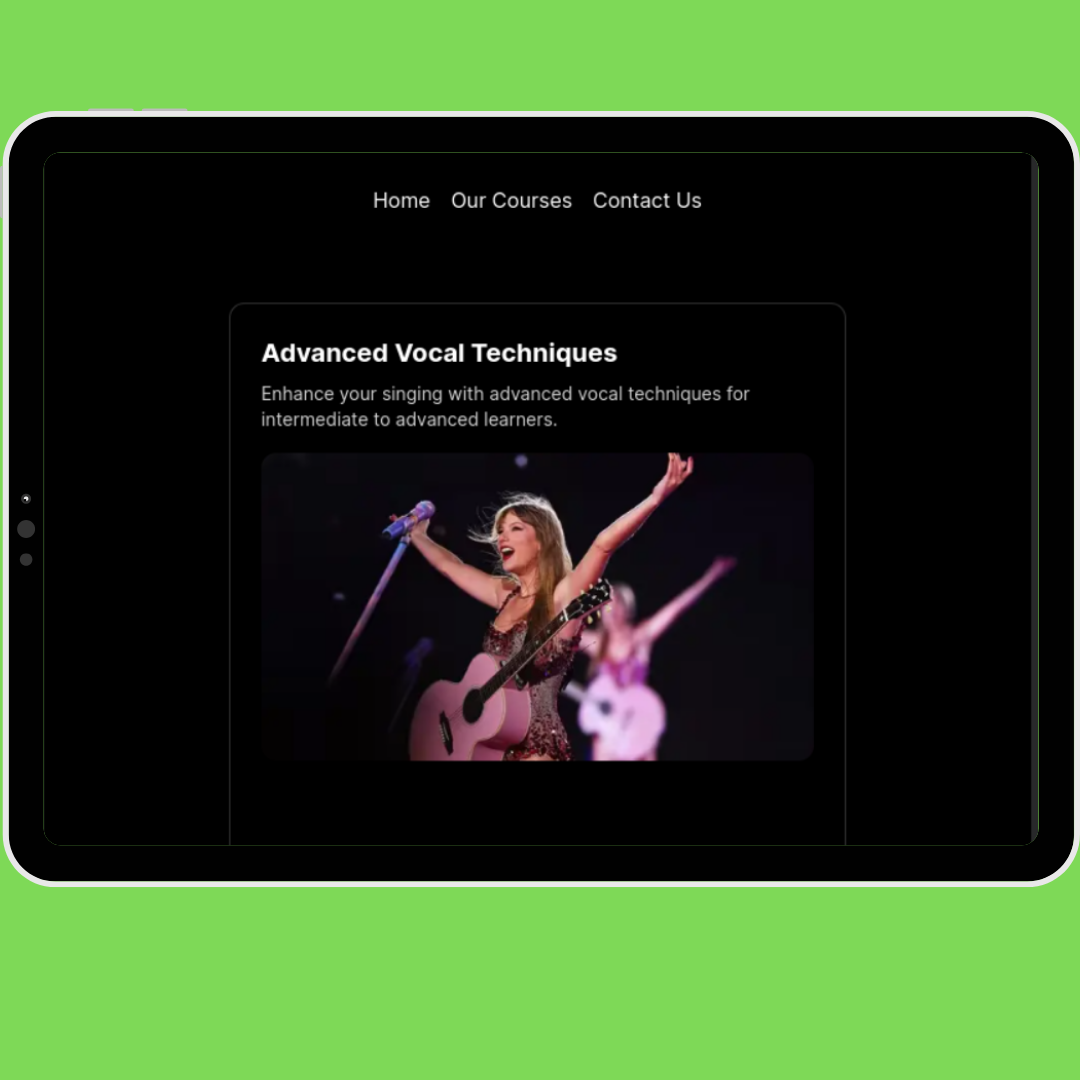 Home Our Courses Contact Us
Advanced Vocal Techniques
Enhance your singing with advanced vocal techniques for
intermediate to advanced learners.